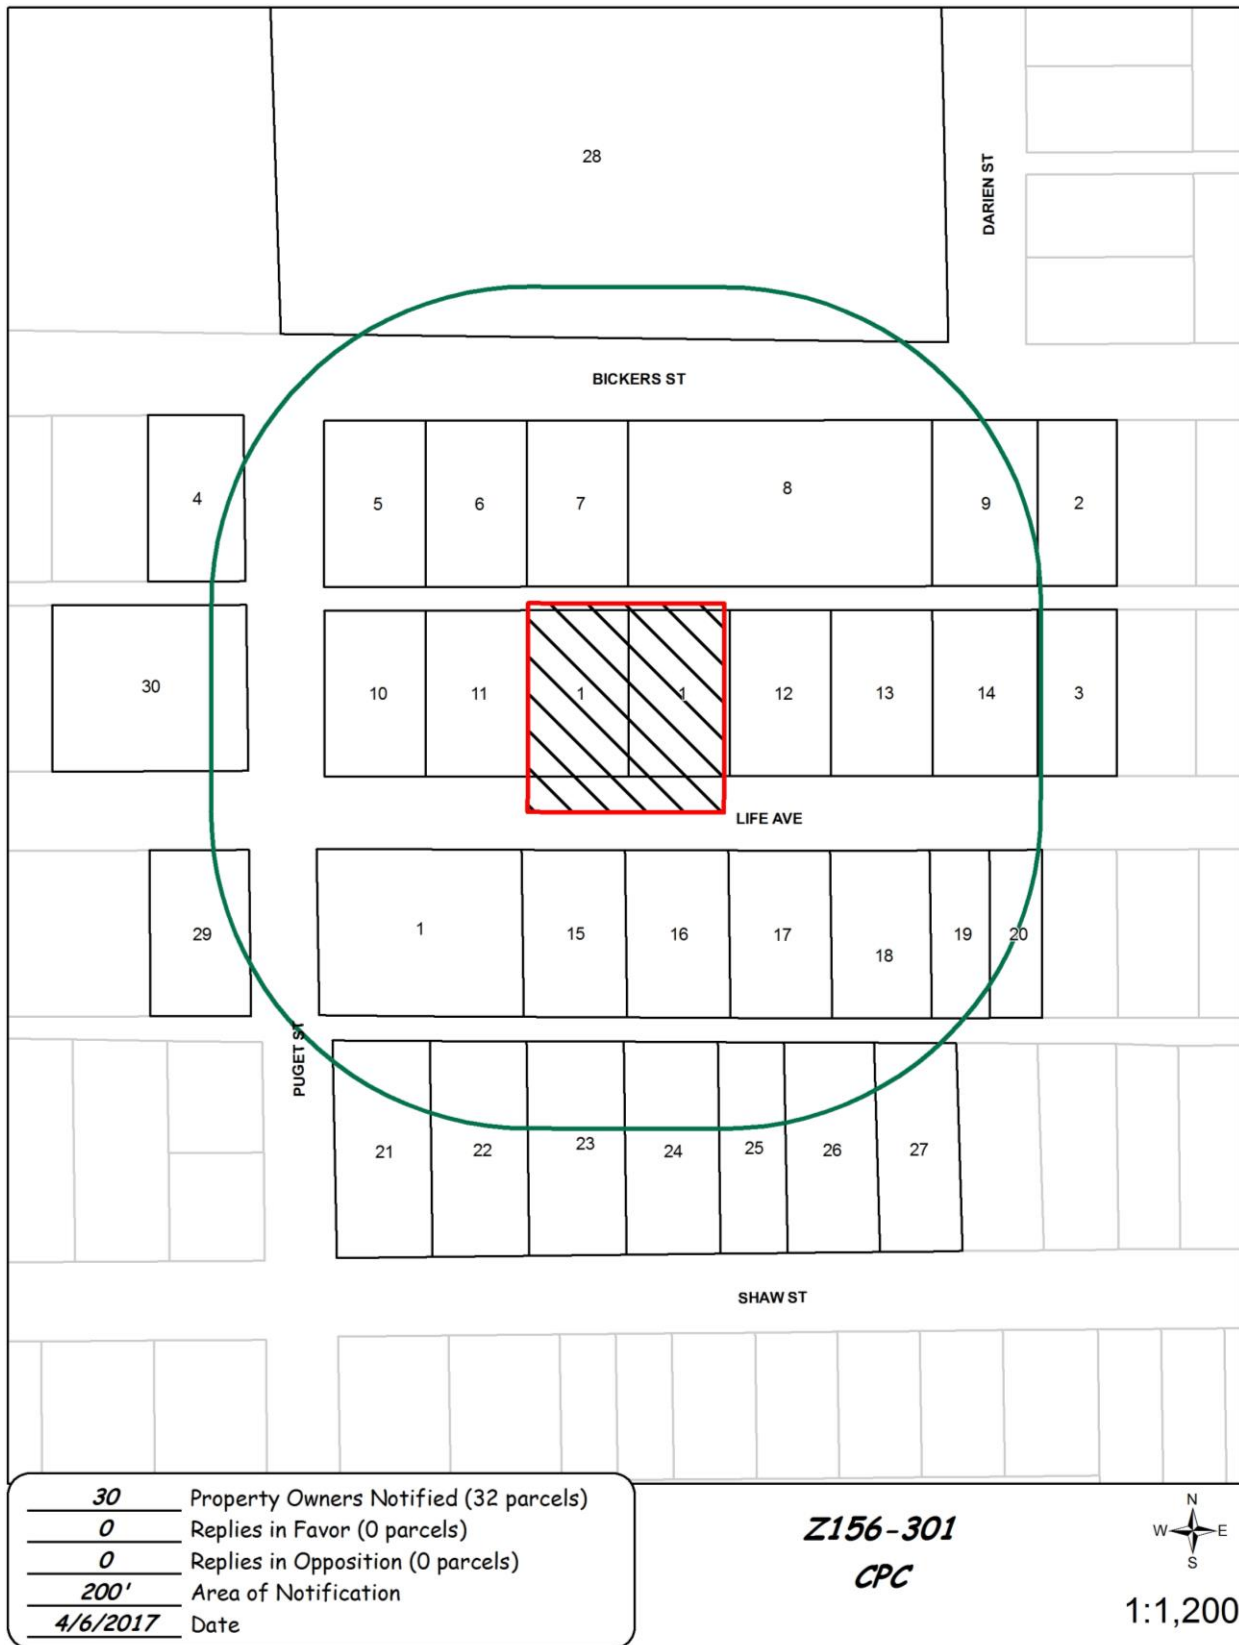 28
DARIEN ST
BICKERS ST
4
5
6
7
8
9
2
30
10
11
1
1
12
13
14
3
LIFE AVE
29
1
15
16
17
18
19
20
PUGET ST
21
22
23
24
25
26
27
SHAW ST
30 Property Owners Notified (32 parcels)
0 Replies in Favor (0 parcels)
0 Replies in Opposition (0 parcels)
200' Area of Notification
4/6/2017 Date
Z156-301
CPC
N
W E
S
1:1,200